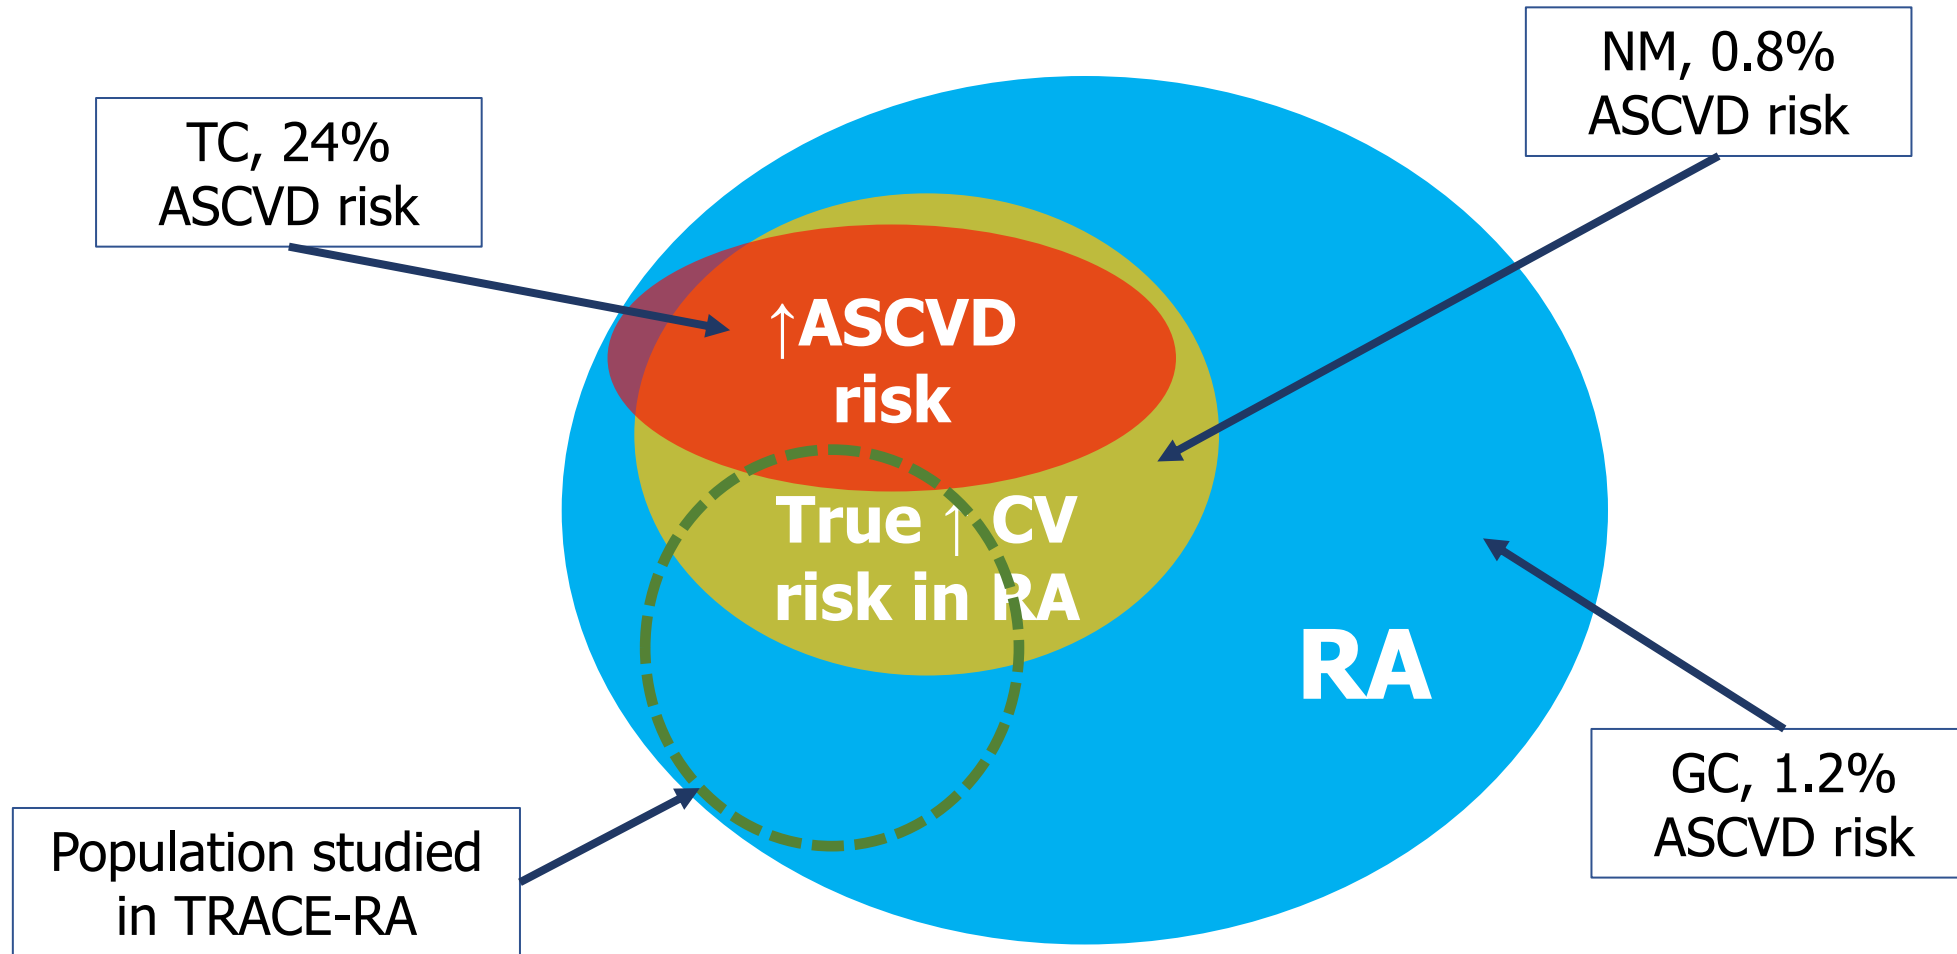 NM, 0.8%
ASCVD risk
TC, 24%
ASCVD risk
↑ASCVD
risk
True ↑ CV
risk in RA
RA
GC, 1.2%
ASCVD risk
Population studied
in TRACE-RA